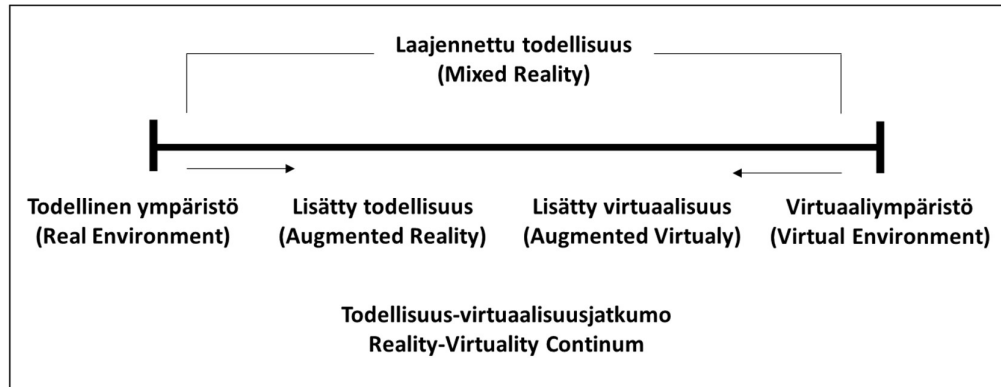 Laajennettu todellisuus
(Mixed Reality)
Todellinen ympäristö
(Real Environment)
Lisätty todellisuus
(Augmented Reality)
Lisätty virtuaalisuus
(Augmented Virtualy)
Virtuaaliympäristö
(Virtual Environment)
Todellisuus-virtuaalisuusjatkumo
Reality-Virtuality Continum